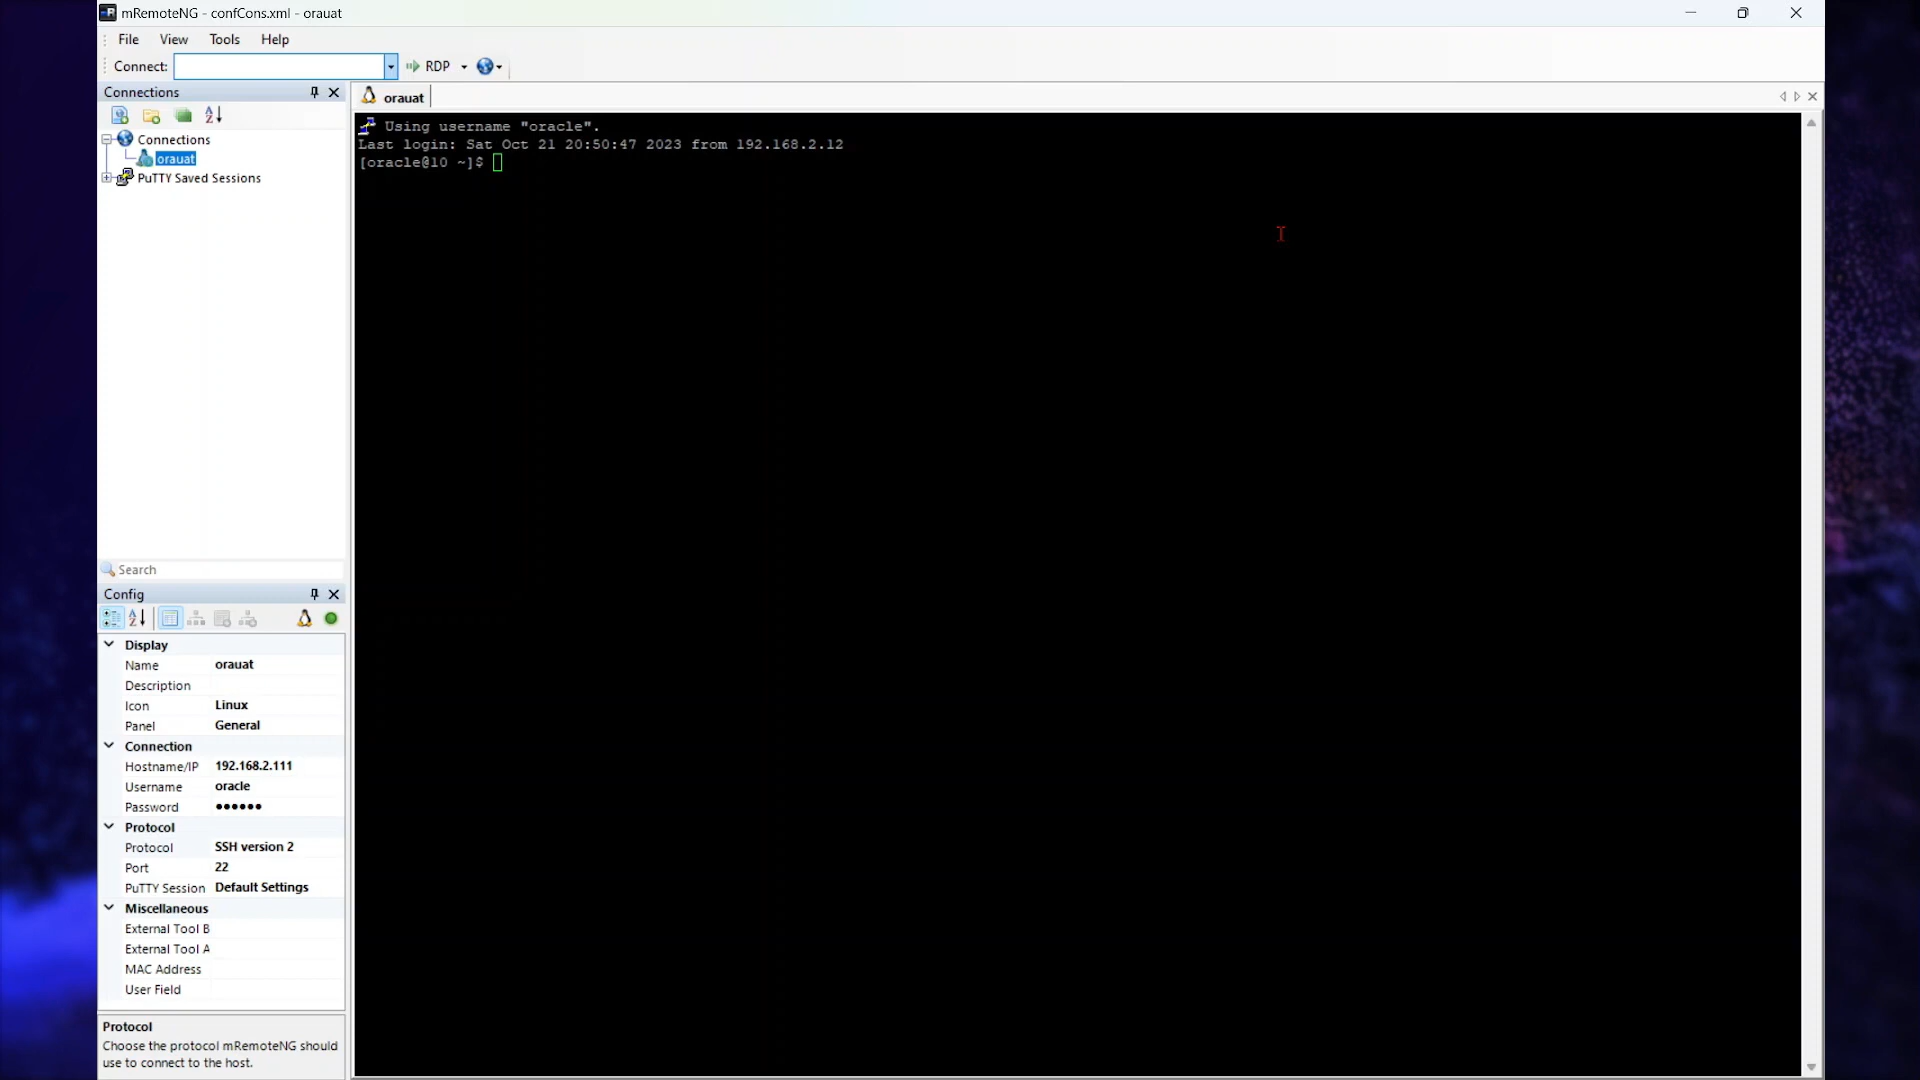 mRemoteNG - confCons.xml - orauat
File View Tools Help
Connect: RDP
Connections
orauat
Connections
orauat
PuTTY Saved Sessions
Using username "oracle".
Last login: Sat Oct 21 20:50:47 2023 from 192.168.2.12
[oracle@10 ~]$
Search
Config
Display
Name orauat
Description
Icon Linux
Panel General
Connection
Hostname/IP 192.168.2.111
Username oracle
Password ••••••
Protocol
Protocol SSH version 2
Port 22
PuTTY Session Default Settings
Miscellaneous
External Tool B
External Tool A
MAC Address
User Field
Protocol
Choose the protocol mRemoteNG should
use to connect to the host.